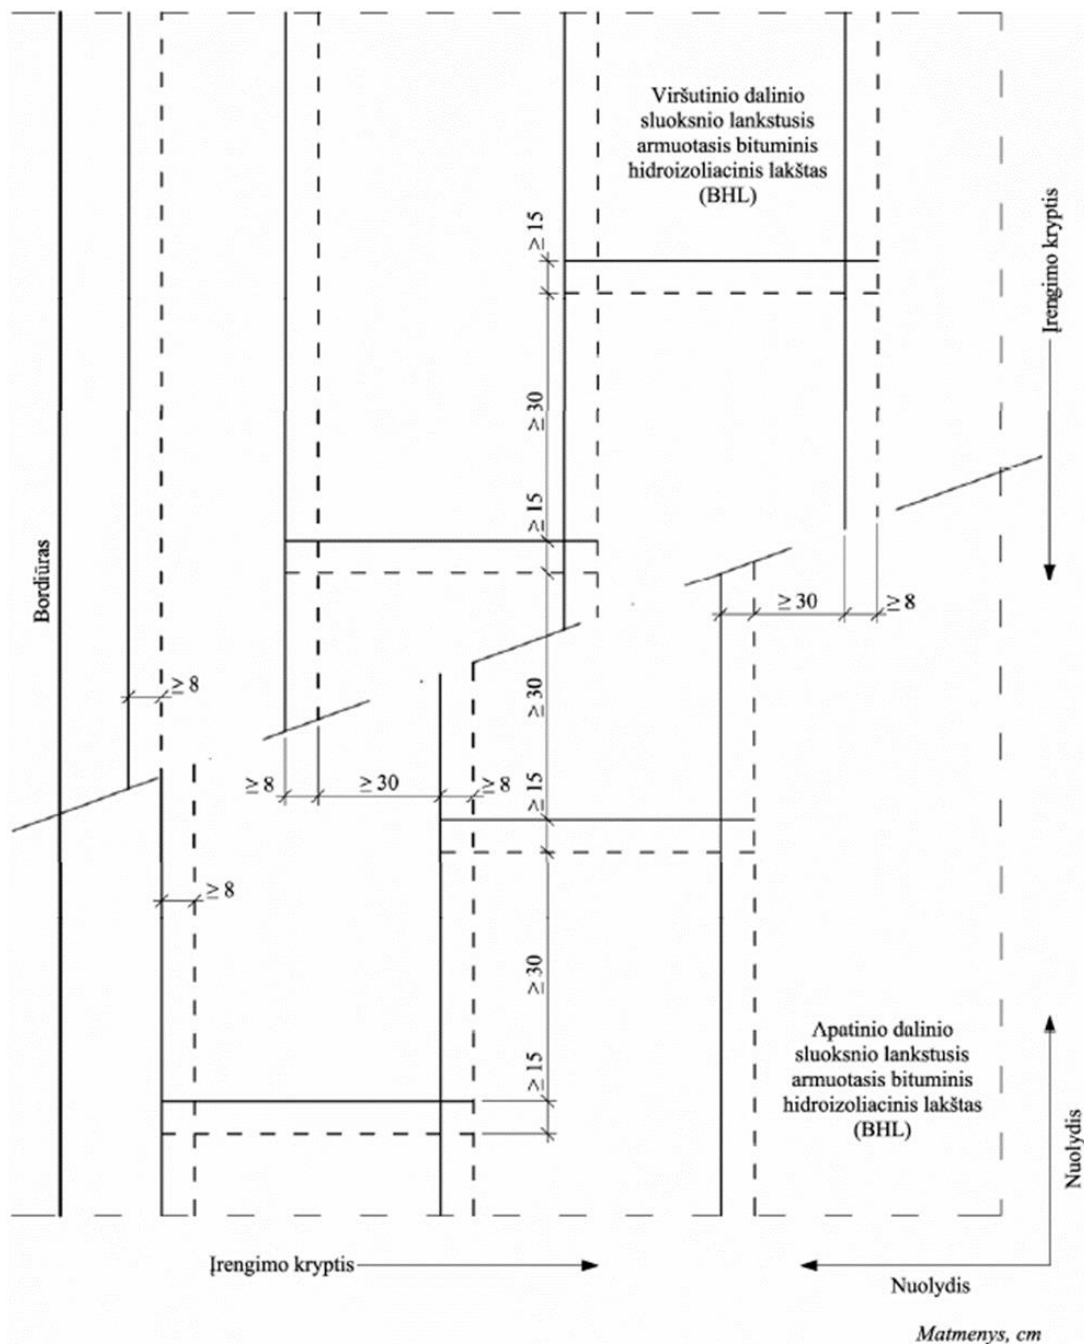 Viršutinio dalinio
sluoksnio lankstusis
armuotasis bituminis
hidroizoliacinis lakštas
(BHL)
≥ 15
Įrengimo kryptis
≥ 30
≥ 15
Bordiūras
≥ 30
≥ 8
≥ 8
≥ 30
≥ 8
≥ 30
≥ 8
≥ 15
≥ 8
≥ 30
Apatinio dalinio
sluoksnio lankstusis
armuotasis bituminis
hidroizoliacinis lakštas
(BHL)
≥ 15
Nuolydis
Įrengimo kryptis
Nuolydis
Matmenys, cm